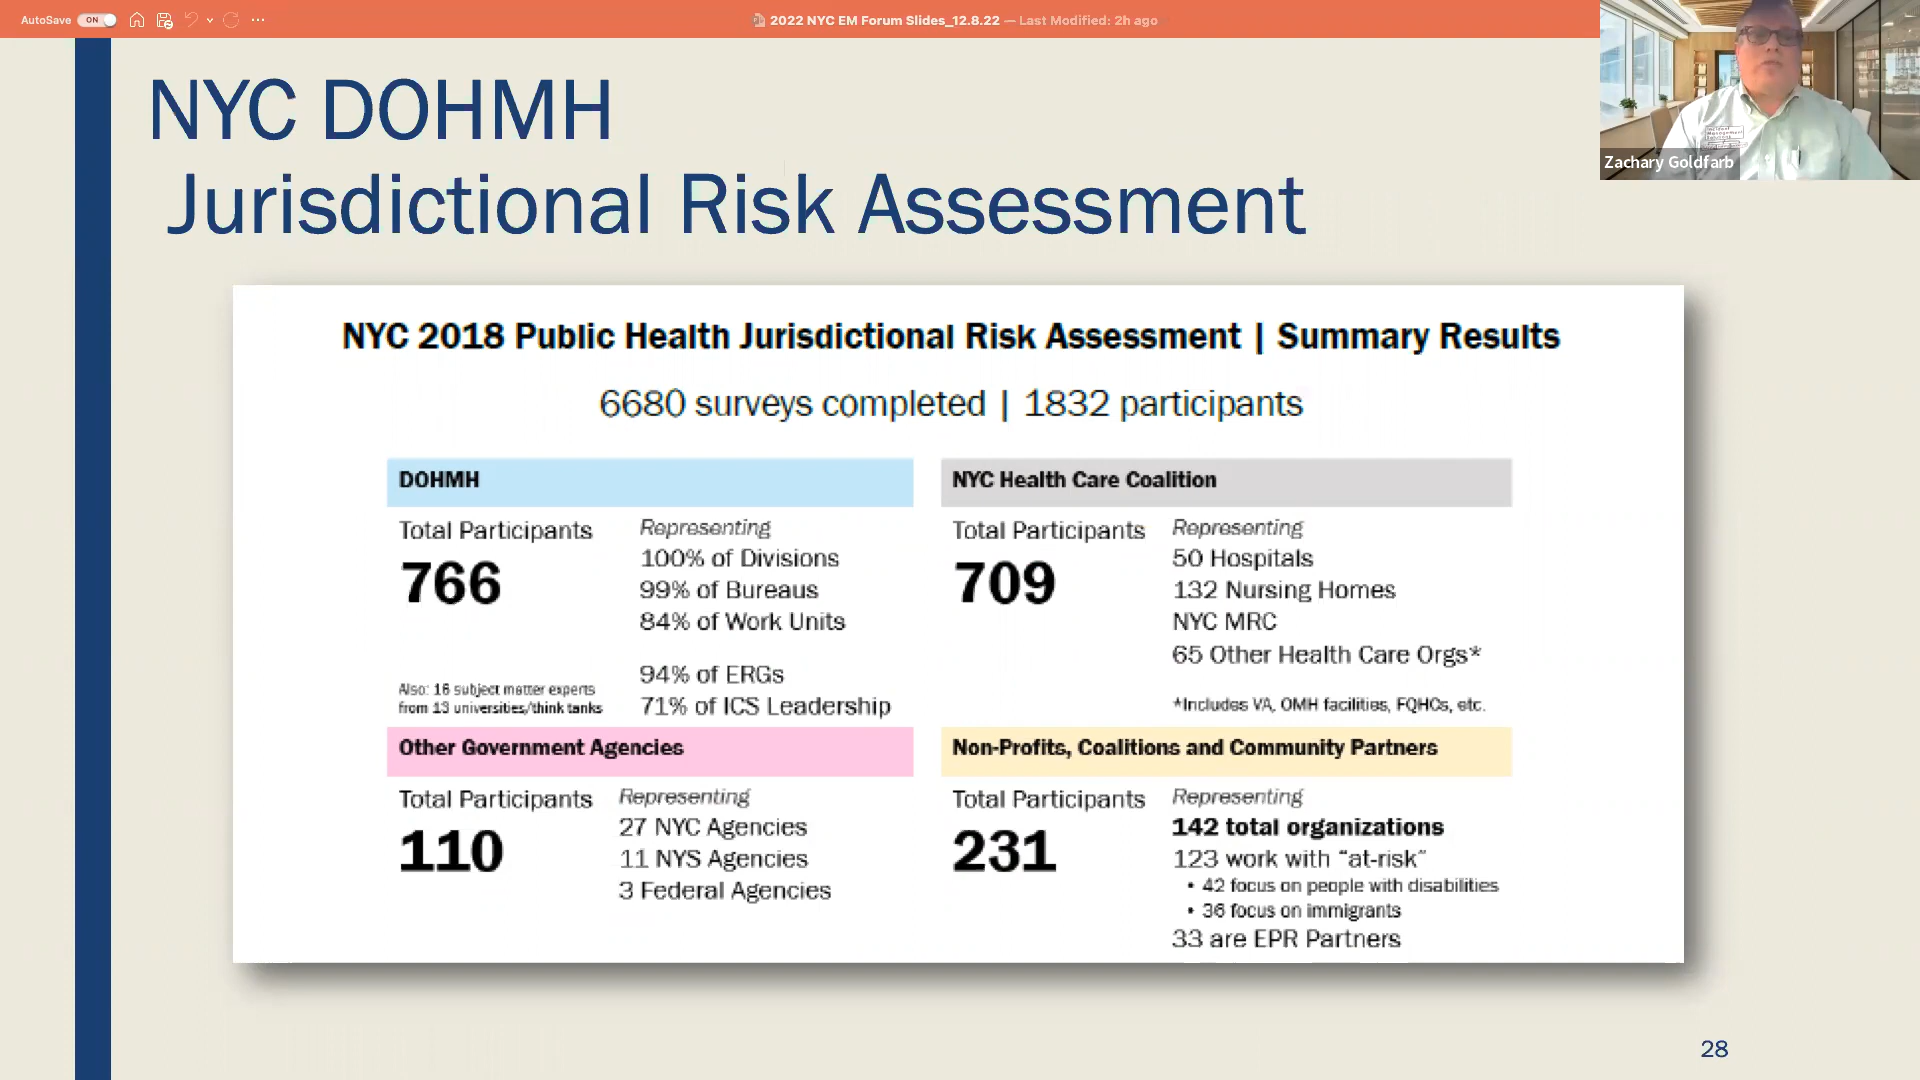 AutoSave ON
2022 NYC EM Forum Slides_12.8.22 — Last Modified: 2h ago
Zachary Goldfarb
NYC DOHMH
Jurisdictional Risk Assessment
NYC 2018 Public Health Jurisdictional Risk Assessment | Summary Results
6680 surveys completed | 1832 participants
DOHMH
Total Participants
766
Also: 16 subject matter experts
from 13 universities/think tanks
Representing
100% of Divisions
99% of Bureaus
84% of Work Units
94% of ERGs
71% of ICS Leadership
NYC Health Care Coalition
Total Participants
709
Representing
50 Hospitals
132 Nursing Homes
NYC MRC
65 Other Health Care Orgs*
*Includes VA, OMH facilities, FQHCs, etc.
Other Government Agencies
Total Participants
110
Representing
27 NYC Agencies
11 NYS Agencies
3 Federal Agencies
Non-Profits, Coalitions and Community Partners
Total Participants
231
Representing
142 total organizations
123 work with “at-risk”
• 42 focus on people with disabilities
• 36 focus on immigrants
33 are EPR Partners
28